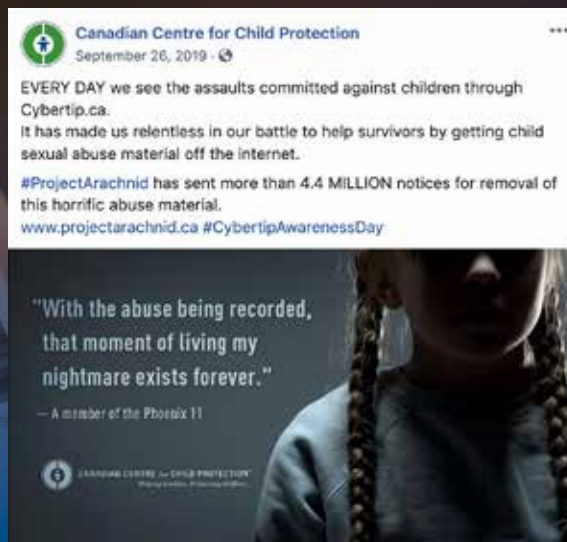 Canadian Centre for Child Protection
September 26, 2019 ·
EVERY DAY we see the assaults committed against children through
Cybertip.ca.
It has made us relentless in our battle to help survivors by getting child
sexual abuse material off the internet.
#ProjectArachnid has sent more than 4.4 MILLION notices for removal of
this horrific abuse material.
www.projectarachnid.ca #CybertipAwarenessDay
"With the abuse being recorded,
that moment of living my
nightmare exists forever."
— A member of the Phoenix 11
CANADIAN CENTRE for CHILD PROTECTION